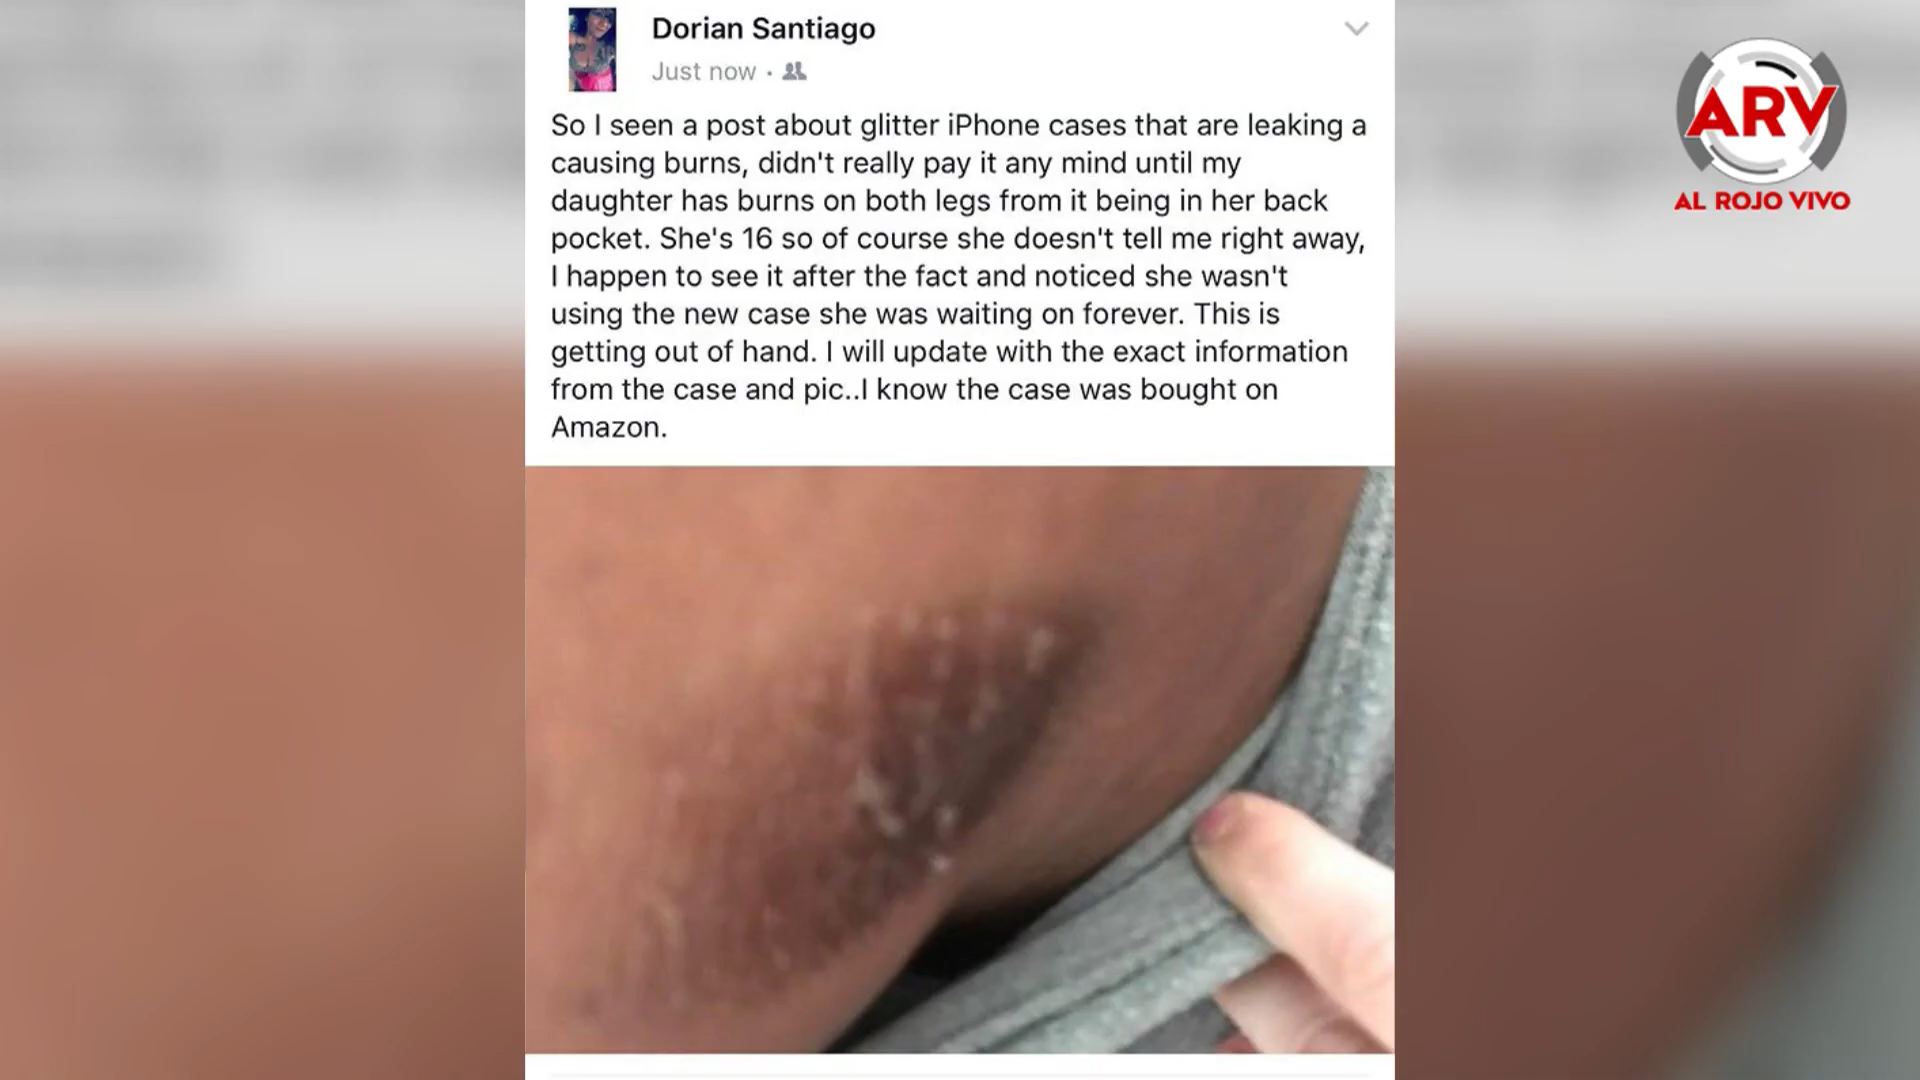 Dorian Santiago
Just now ·
So I seen a post about glitter iPhone cases that are leaking a
causing burns, didn't really pay it any mind until my
daughter has burns on both legs from it being in her back
pocket. She's 16 so of course she doesn't tell me right away,
I happen to see it after the fact and noticed she wasn't
using the new case she was waiting on forever. This is
getting out of hand. I will update with the exact information
from the case and pic..I know the case was bought on
Amazon.
ARV
AL ROJO VIVO